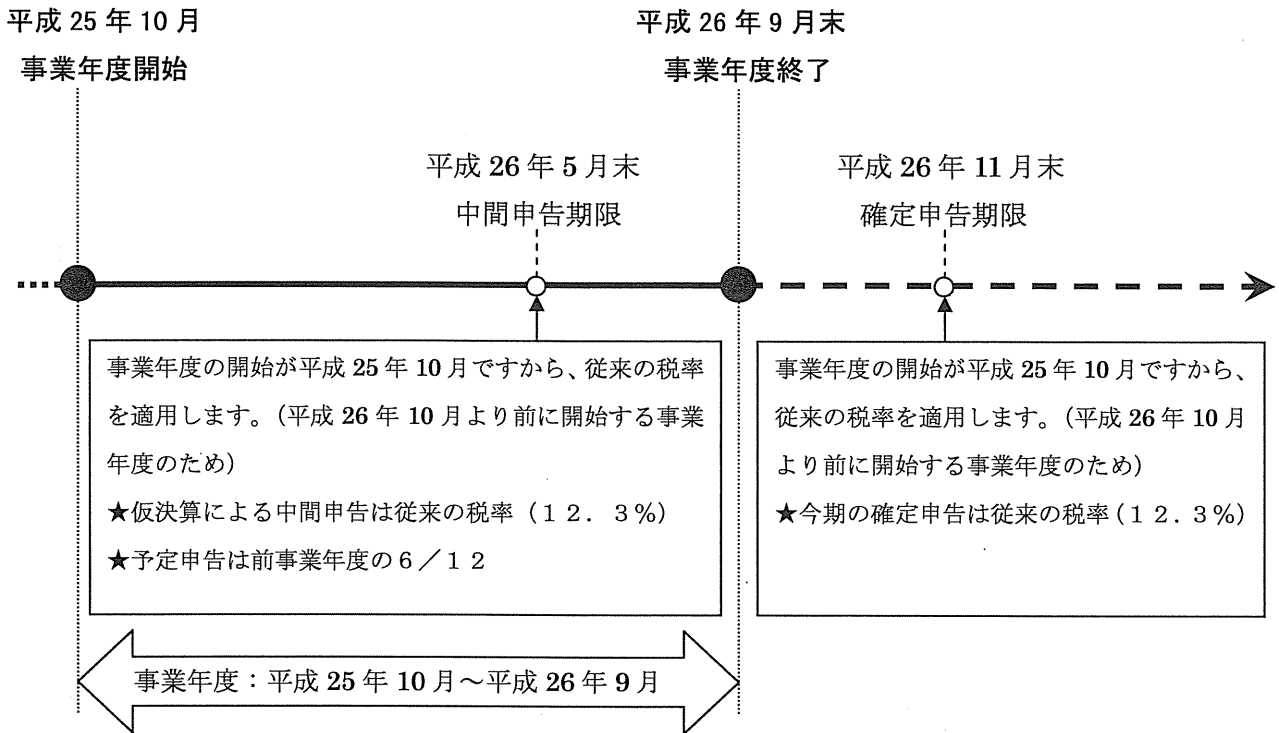 平成 25 年 10 月
事業年度開始
平成 26 年 9 月末
事業年度終了
平成 26 年 5 月末
中間申告期限
平成 26 年 11 月末
確定申告期限
事業年度の開始が平成 25 年 10 月ですから、従来の税率
を適用します。（平成 26 年 10 月より前に開始する事業
年度のため）
★仮決算による中間申告は従来の税率（１２．３％）
★予定申告は前事業年度の６／１２
事業年度の開始が平成 25 年 10 月ですから、
従来の税率を適用します。（平成 26 年 10 月
より前に開始する事業年度のため）
★今期の確定申告は従来の税率（１２.３％）
事業年度：平成 25 年 10 月～平成 26 年 9 月